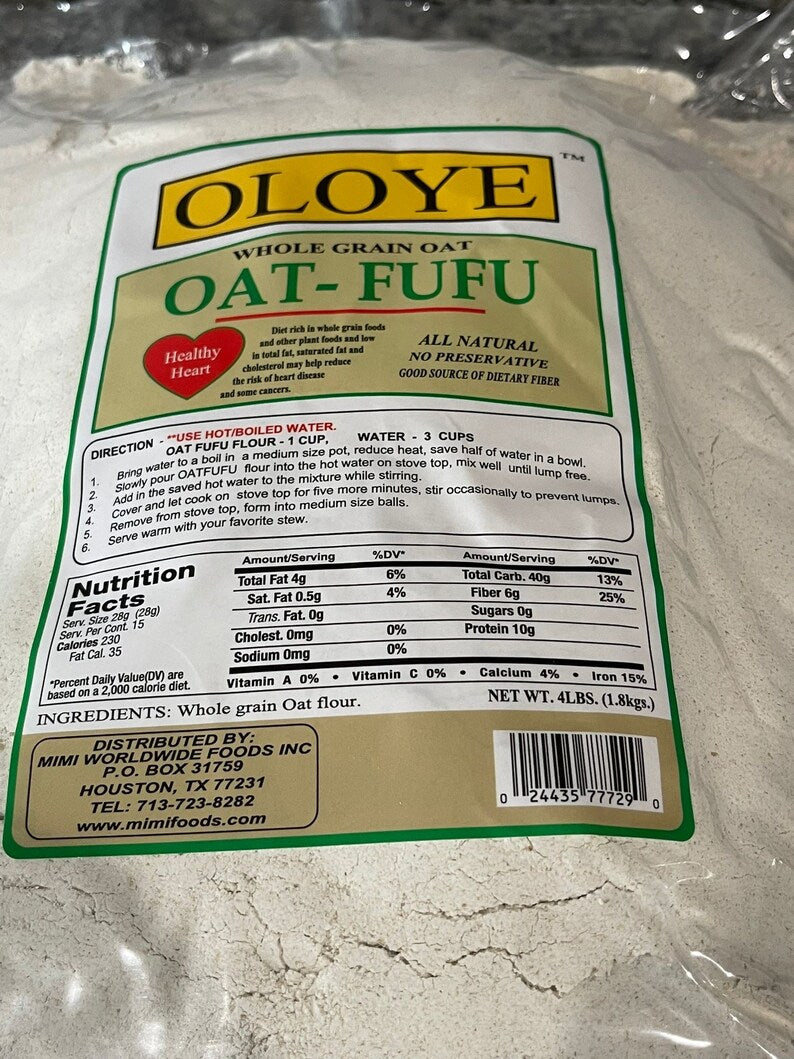 OLOYE TM
WHOLE GRAIN OAT
OAT- FUFU
Healthy
Heart
Diet rich in whole grain foods
and other plant foods and low
in total fat, saturated fat and
cholesterol may help reduce
the risk of heart disease
and some cancers.
ALL NATURAL
NO PRESERVATIVE
GOOD SOURCE OF DIETARY FIBER
DIRECTION - **USE HOT/BOILED WATER.
OAT FUFU FLOUR - 1 CUP, WATER - 3 CUPS
1. Bring water to a boil in a medium size pot, reduce heat, save half of water in a bowl.
2. Slowly pour OATFUFU flour into the hot water on stove top, mix well until lump free.
3. Add in the saved hot water to the mixture while stirring.
4. Cover and let cook on stove top for five more minutes, stir occasionally to prevent lumps.
5. Remove from stove top, form into medium size balls.
6. Serve warm with your favorite stew.
Nutrition
Facts
Serv. Size 28g (28g)
Serv. Per Cont. 15
Calories 230
Fat Cal. 35
*Percent Daily Value(DV) are
based on a 2,000 calorie diet.
Amount/Serving %DV* Amount/Serving %DV*
Total Fat 4g 6% Total Carb. 40g 13%
Sat. Fat 0.5g 4% Fiber 6g 25%
Trans. Fat. 0g Sugars 0g
Cholest. 0mg 0% Protein 10g
Sodium 0mg 0%
Vitamin A 0% • Vitamin C 0% • Calcium 4% • Iron 15%
INGREDIENTS: Whole grain Oat flour.
NET WT. 4LBS. (1.8kgs.)
DISTRIBUTED BY:
MIMI WORLDWIDE FOODS INC
P.O. BOX 31759
HOUSTON, TX 77231
TEL: 713-723-8282
www.mimifoods.com
0 24435 77729 0